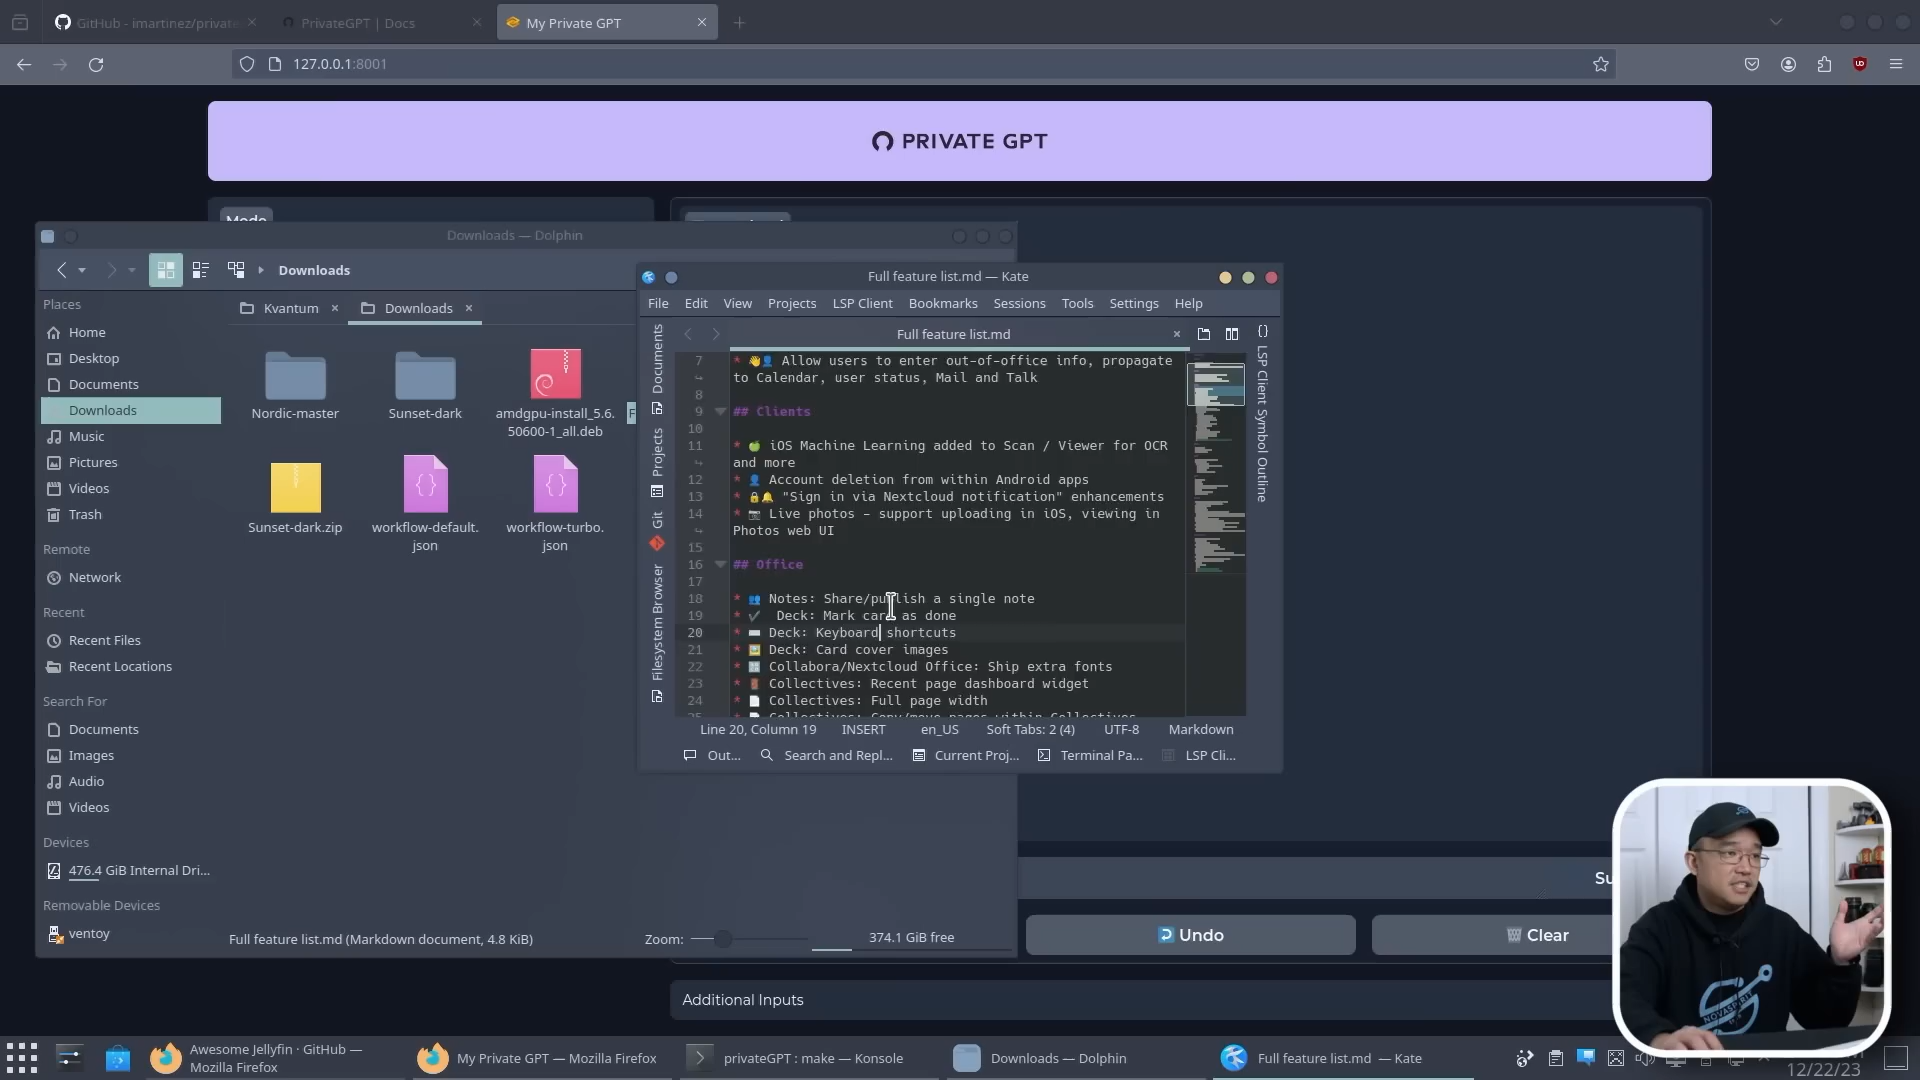 GitHub - imartinez/private
PrivateGPT | Docs
My Private GPT
127.0.0.1:8001
PRIVATE GPT
Mode
Downloads — Dolphin
Downloads
Places
Home
Desktop
Documents
Downloads
Music
Pictures
Videos
Trash
Remote
Network
Recent
Recent Files
Recent Locations
Search For
Documents
Images
Audio
Videos
Devices
476.4 GiB Internal Dri...
Removable Devices
ventoy
Kvantum
Downloads
Nordic-master
Sunset-dark
amdgpu-install_5.6.
50600-1_all.deb
F
Sunset-dark.zip
workflow-default.
json
workflow-turbo.
json
Full feature list.md (Markdown document, 4.8 KiB)
Zoom:
374.1 GiB free
Full feature list.md — Kate
File Edit View Projects LSP Client Bookmarks Sessions Tools Settings Help
Full feature list.md
Documents
Projects
Git
Filesystem Browser
LSP Client Symbol Outline
7 * 👋👤 Allow users to enter out-of-office info, propagate
to Calendar, user status, Mail and Talk
8
9 ## Clients
10
11 * 🍏 iOS Machine Learning added to Scan / Viewer for OCR
and more
12 * 👤 Account deletion from within Android apps
13 * 🔒🔔 "Sign in via Nextcloud notification" enhancements
14 * 📷 Live photos - support uploading in iOS, viewing in
Photos web UI
15
16 ## Office
17
18 * 👥 Notes: Share/publish a single note
19 * ✔️ Deck: Mark card as done
20 * ⌨️ Deck: Keyboard shortcuts
21 * 🖼️ Deck: Card cover images
22 * 🔠 Collabora/Nextcloud Office: Ship extra fonts
23 * 🚪 Collectives: Recent page dashboard widget
24 * 📄 Collectives: Full page width
25 * 📄 Collectives: Copy/move pages within Collectives
Line 20, Column 19 INSERT en_US Soft Tabs: 2 (4) UTF-8 Markdown
Out... Search and Repl... Current Proj... Terminal Pa... LSP Cli...
Su
Undo
Clear
Additional Inputs
NOVASPIRIT
Awesome Jellyfin · GitHub —
Mozilla Firefox
My Private GPT — Mozilla Firefox
privateGPT : make — Konsole
Downloads — Dolphin
Full feature list.md — Kate
12/22/23